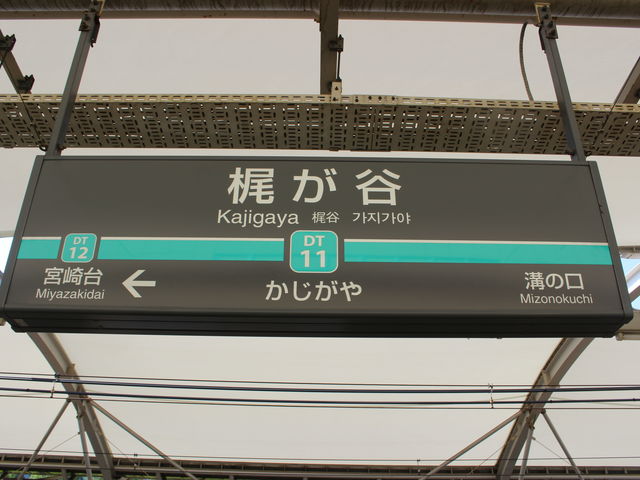 梶が谷
Kajigaya 梶谷 가지가야
DT 12
DT 11
宮崎台
Miyazakidai
←
かじがや
溝の口
Mizonokuchi